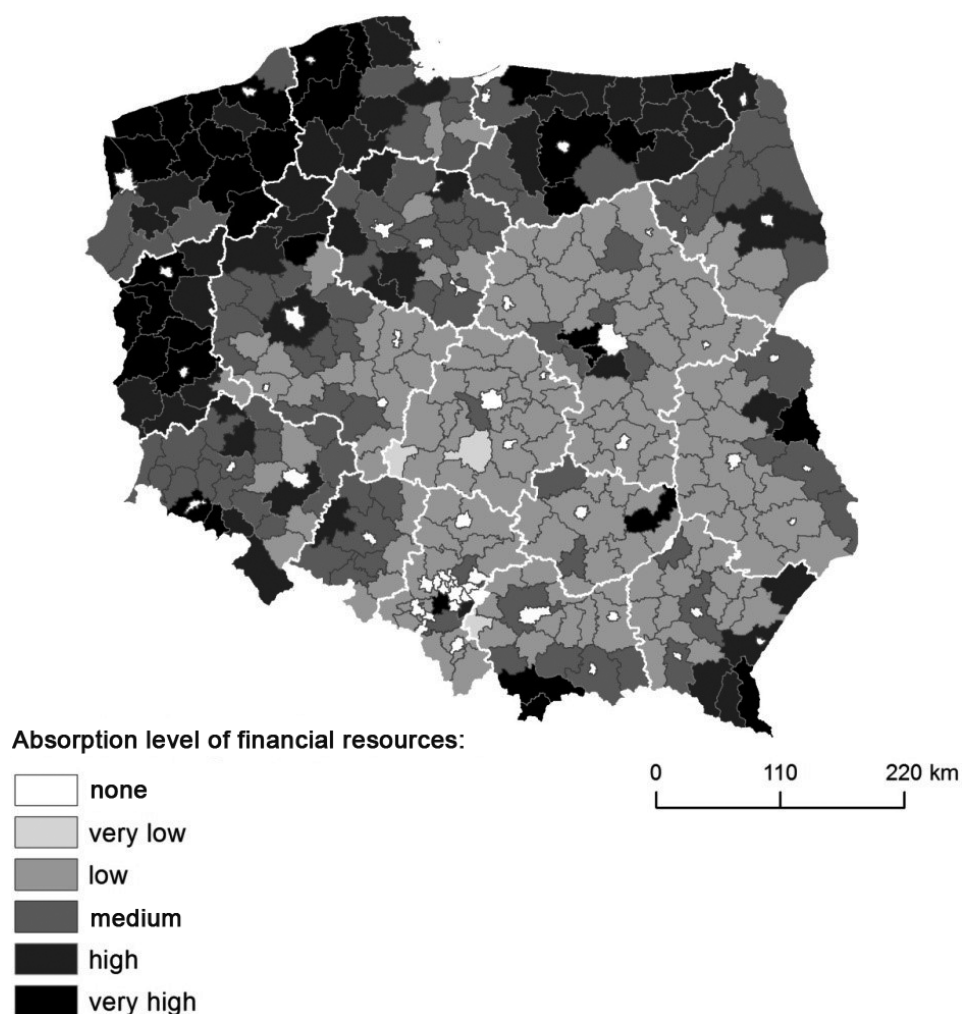 Absorption level of financial resources:
none
very low
low
medium
high
very high
0 110 220 km